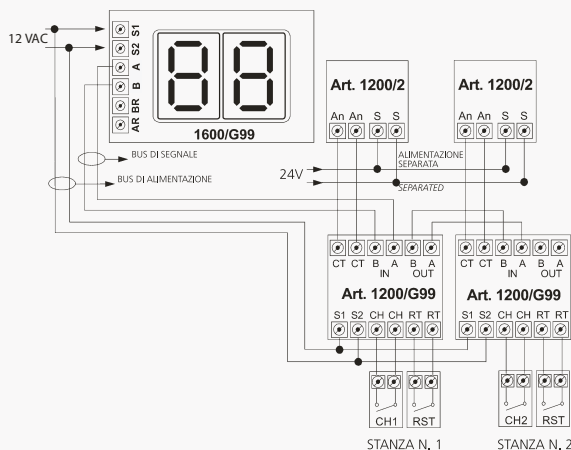 12 VAC
S1
S2
A
B
BR
AR
88
1600/G99
BUS DI SEGNALE
BUS DI ALIMENTAZIONE
Art. 1200/2
An An S S
Art. 1200/2
An An S S
24V
ALIMENTAZIONE
SEPARATA
SEPARATED
CT CT B A B A
IN OUT
Art. 1200/G99
S1 S2 CH CH RT RT
CT CT B A B A
IN OUT
Art. 1200/G99
S1 S2 CH CH RT RT
CH1 RST
CH2 RST
STANZA N. 1
STANZA N. 2